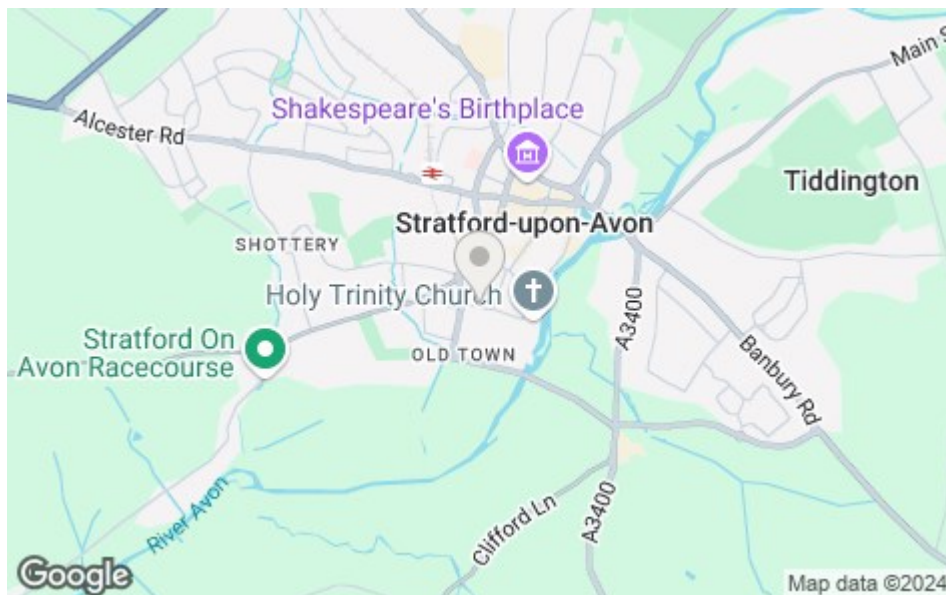 Main S
Alcester Rd
Shakespeare's Birthplace
Tiddington
Stratford-upon-Avon
SHOTTERY
Holy Trinity Church
Stratford On
Avon Racecourse
OLD TOWN
A3400
Banbury Rd
River Avon
Clifford Ln
A3400
Google
Map data ©2024